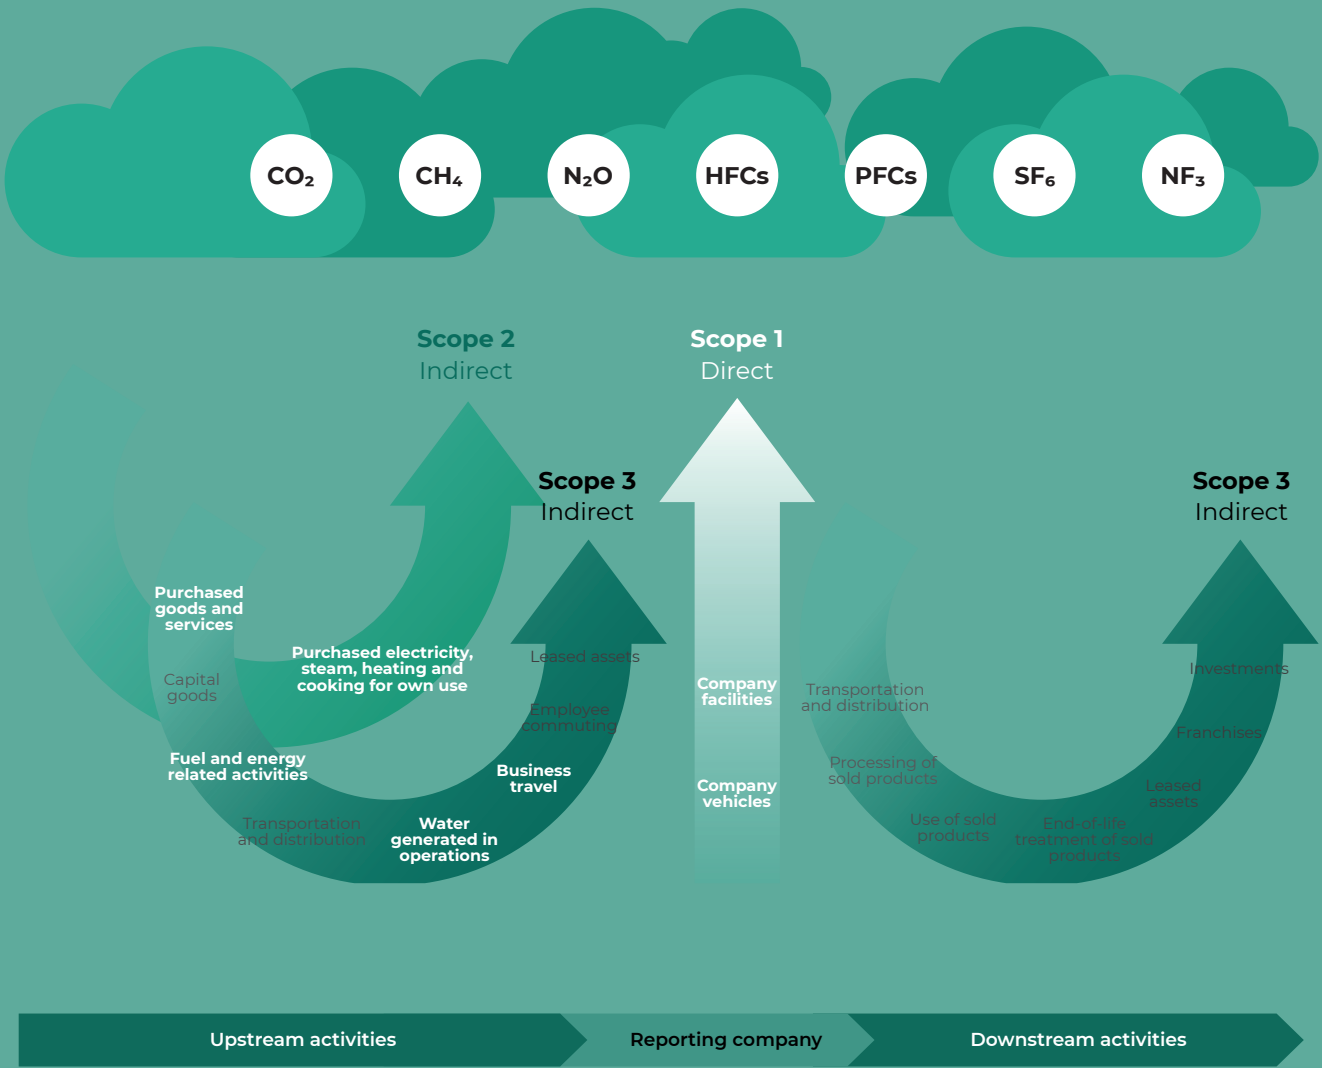 CO₂
CH₄
N₂O
HFCs
PFCs
SF₆
NF₃
Scope 2
Indirect
Scope 1
Direct
Scope 3
Indirect
Scope 3
Indirect
Purchased
goods and
services
Capital
goods
Fuel and energy
related activities
Transportation
and distribution
Purchased electricity,
steam, heating and
cooking for own use
Water
generated in
operations
Business
travel
Employee
commuting
Leased assets
Company
facilities
Company
vehicles
Transportation
and distribution
Processing of
sold products
Use of sold
products
End-of-life
treatment of sold
products
Leased
assets
Franchises
Investments
Upstream activities
Reporting company
Downstream activities